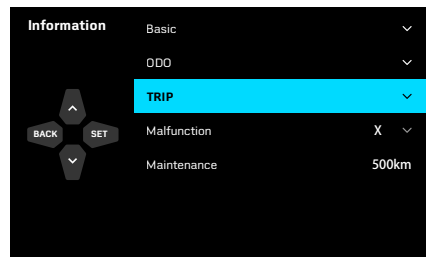 Information
Basic
ODO
TRIP
BACK SET
Malfunction X
Maintenance 500km